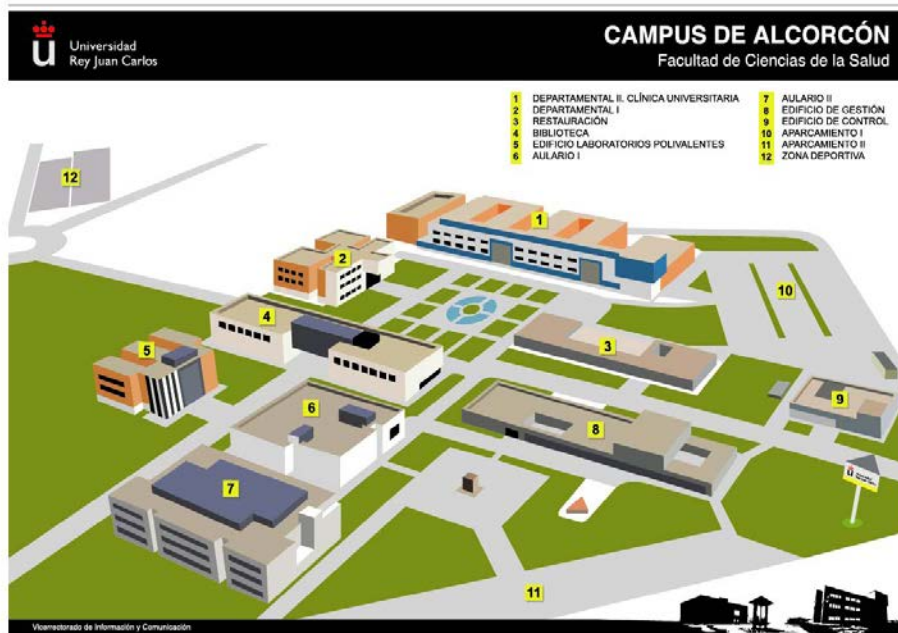 Universidad
Rey Juan Carlos
CAMPUS DE ALCORCÓN
Facultad de Ciencias de la Salud
1 DEPARTAMENTAL II. CLÍNICA UNIVERSITARIA
2 DEPARTAMENTAL I
3 RESTAURACIÓN
4 BIBLIOTECA
5 EDIFICIO LABORATORIOS POLIVALENTES
6 AULARIO I
7 AULARIO II
8 EDIFICIO DE GESTIÓN
9 EDIFICIO DE CONTROL
10 APARCAMIENTO I
11 APARCAMIENTO II
12 ZONA DEPORTIVA
12
1
2
10
4
3
5
9
6
8
7
11
Vicerrectorado de Información y Comunicación